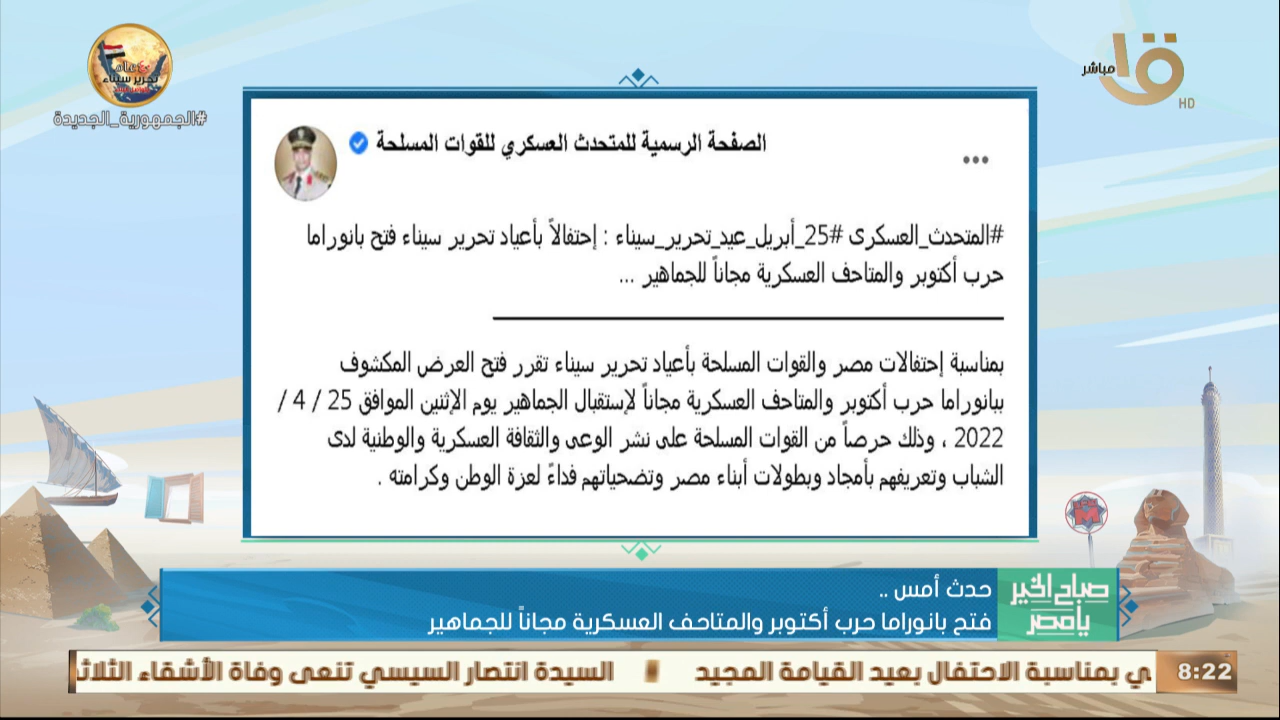 عام
تحرير سيناء
#الجمهورية_الجديدة
مباشر
HD
الصفحة الرسمية للمتحدث العسكري للقوات المسلحة
#المتحدث_العسكرى #25_أبريل_عيد_تحرير_سيناء : إحتفالاً بأعياد تحرير سيناء فتح بانوراما
حرب أكتوبر والمتاحف العسكرية مجاناً للجماهير ...
بمناسبة إحتفالات مصر والقوات المسلحة بأعياد تحرير سيناء تقرر فتح العرض المكشوف
ببانوراما حرب أكتوبر والمتاحف العسكرية مجاناً لإستقبال الجماهير يوم الإثنين الموافق 25 / 4 /
2022 ، وذلك حرصاً من القوات المسلحة على نشر الوعى والثقافة العسكرية والوطنية لدى
الشباب وتعريفهم بأمجاد وبطولات أبناء مصر وتضحياتهم فداءً لعزة الوطن وكرامته .
M
صباح الخير
يا مصر
حدث أمس ..
فتح بانوراما حرب أكتوبر والمتاحف العسكرية مجاناً للجماهير
8:22
ي بمناسبة الاحتفال بعيد القيامة المجيد
السيدة انتصار السيسي تنعى وفاة الأشقاء